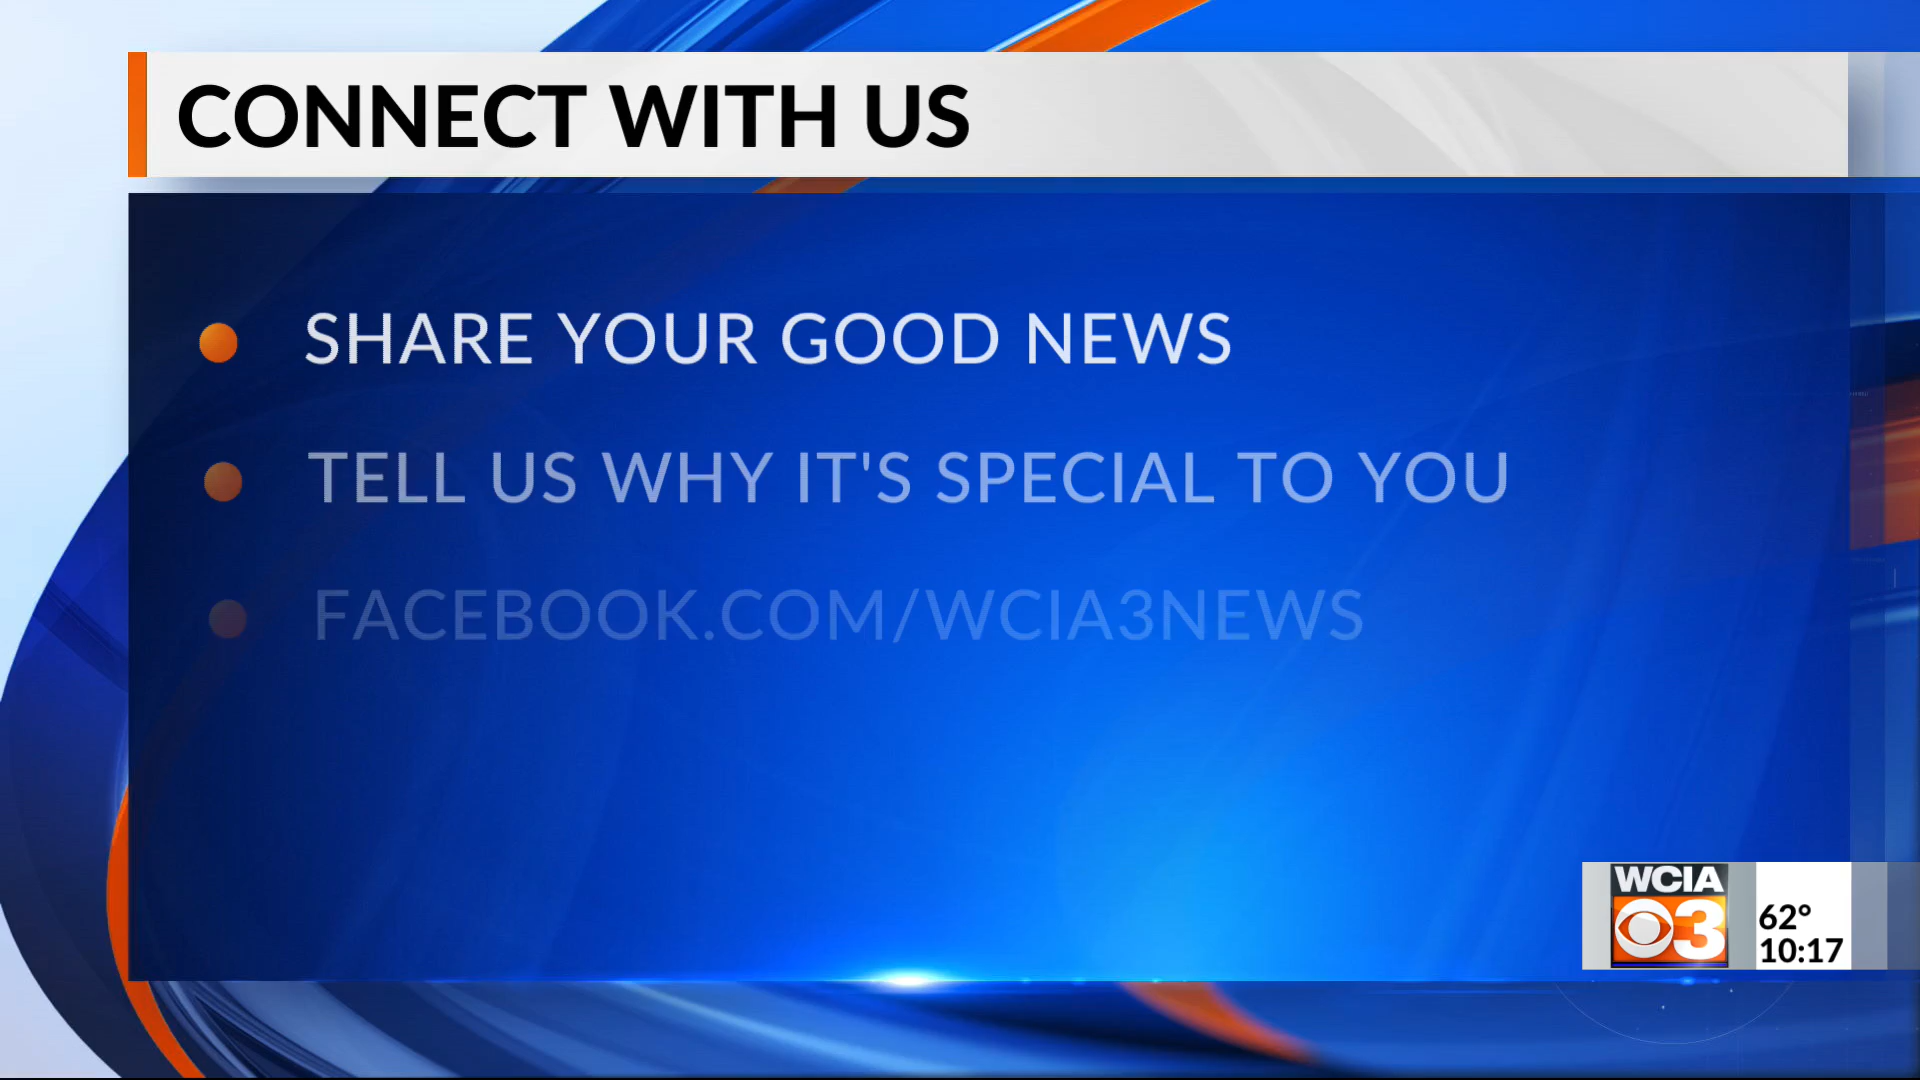 CONNECT WITH US
SHARE YOUR GOOD NEWS
TELL US WHY IT'S SPECIAL TO YOU
FACEBOOK.COM/WCIA3NEWS
WCIA
3
62°
10:17